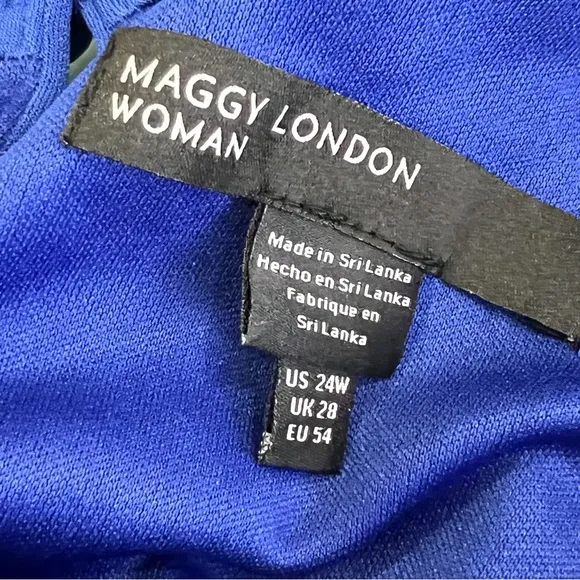 MAGGY LONDON
WOMAN
Made in Sri Lanka
Hecho en Sri Lanka
Fabrique en
Sri Lanka
US 24W
UK 28
EU 54